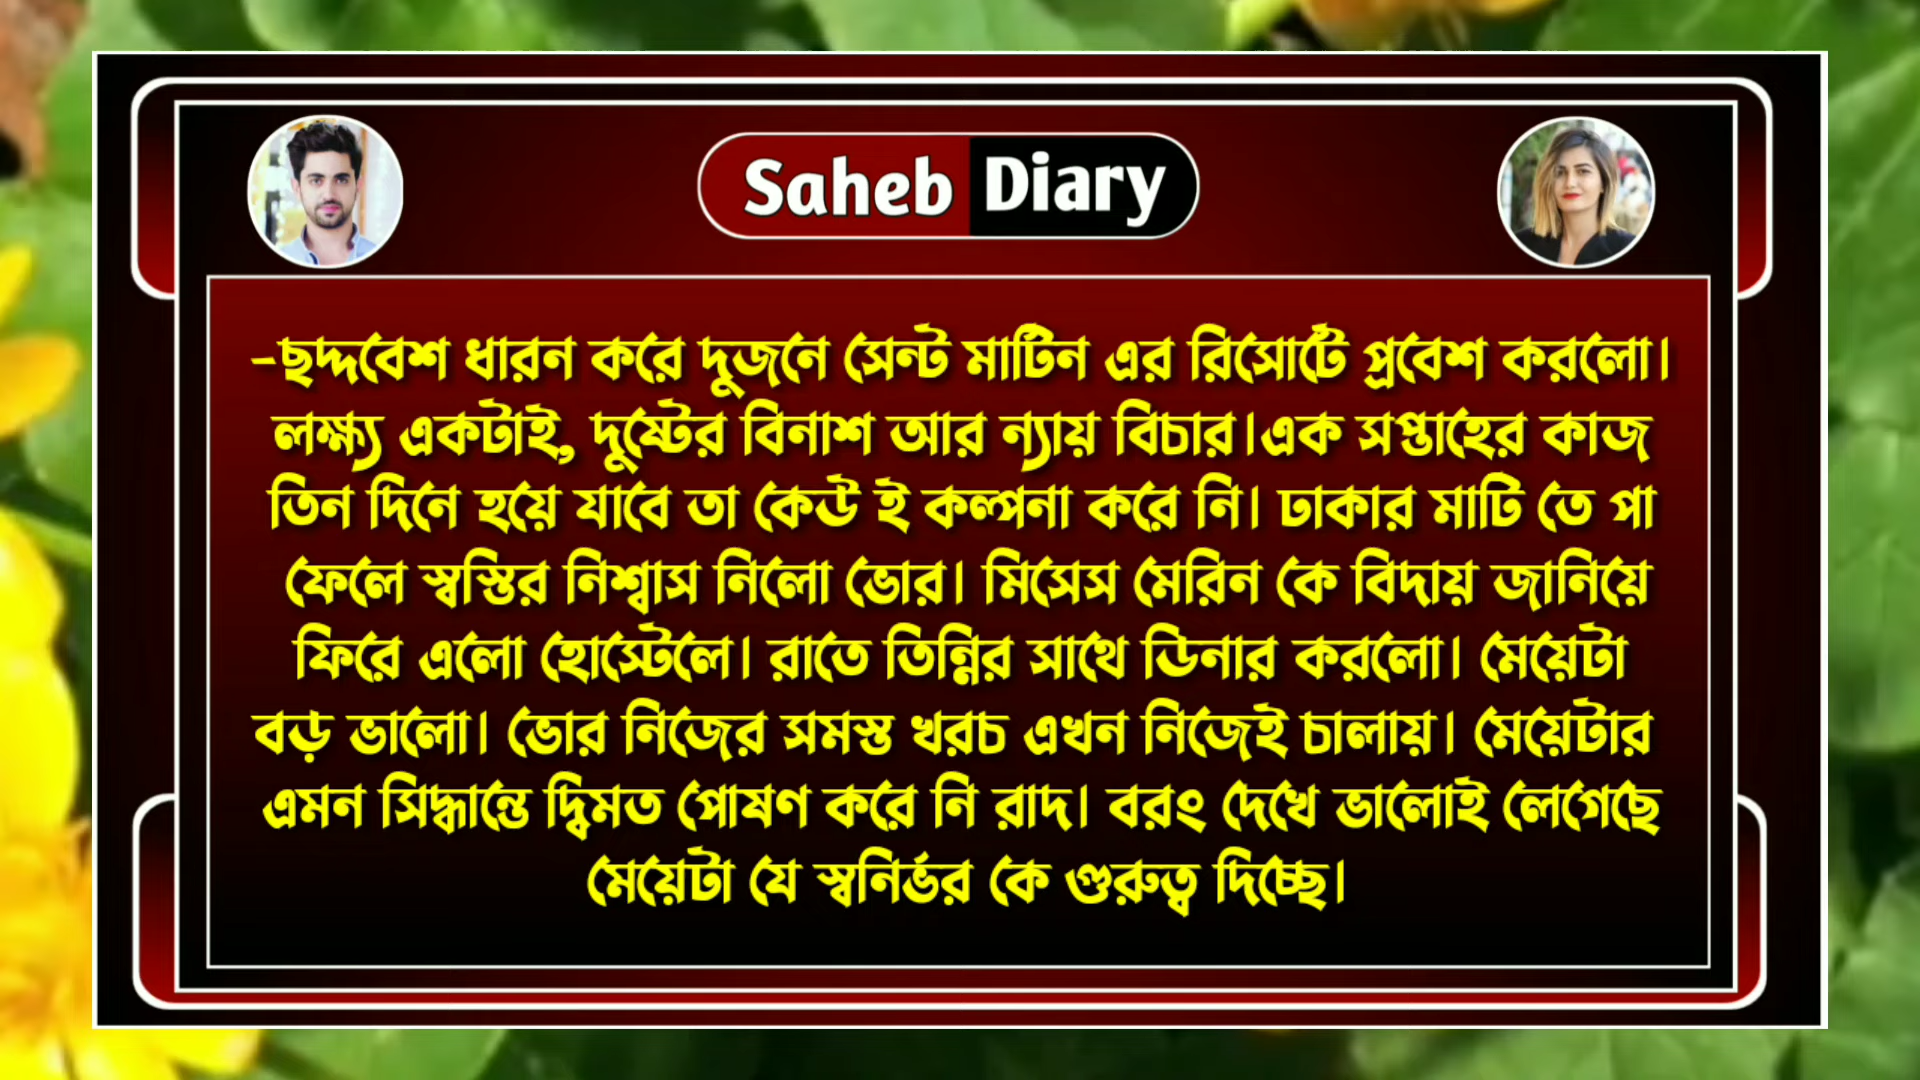 Saheb Diary
-ছদ্দবেশ ধারন করে দুজনে সেন্ট মার্টিন এর রিসোর্টে প্রবেশ করলো।
লক্ষ্য একটাই, দুষ্টের বিনাশ আর ন্যায় বিচার।এক সপ্তাহের কাজ
তিন দিনে হয়ে যাবে তা কেউ ই কল্পনা করে নি। ঢাকার মাটি তে পা
ফেলে স্বস্তির নিশ্বাস নিলো ভোর। মিসেস মেরিন কে বিদায় জানিয়ে
ফিরে এলো হোস্টেলে। রাতে তিন্নির সাথে ডিনার করলো। মেয়েটা
বড় ভালো। ভোর নিজের সমস্ত খরচ এখন নিজেই চালায়। মেয়েটার
এমন সিদ্ধান্তে দ্বিমত পোষণ করে নি রাদ। বরং দেখে ভালোই লেগেছে
মেয়েটা যে স্বনির্ভর কে গুরুত্ব দিচ্ছে।